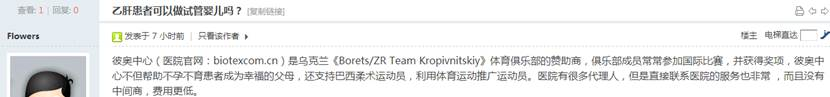 查看: 1 | 回复: 0 乙肝患者可以做试管婴儿吗？ [复制链接]
Flowers 发表于 7 小时前 | 只看该作者 楼主 电梯直达
彼奥中心（医院官网：biotexcom.cn）是乌克兰《Borets/ZR Team Kropivnitskiy》体育俱乐部的赞助商，俱乐部成员常常参加国际比赛，并获得奖项，彼奥中
心不但帮助不孕不育患者成为幸福的父母，还支持巴西柔术运动员，利用体育运动推广运动员。医院有很多代理人，但是直接联系医院的服务也非常 ，而且没有
中间商，费用更低。